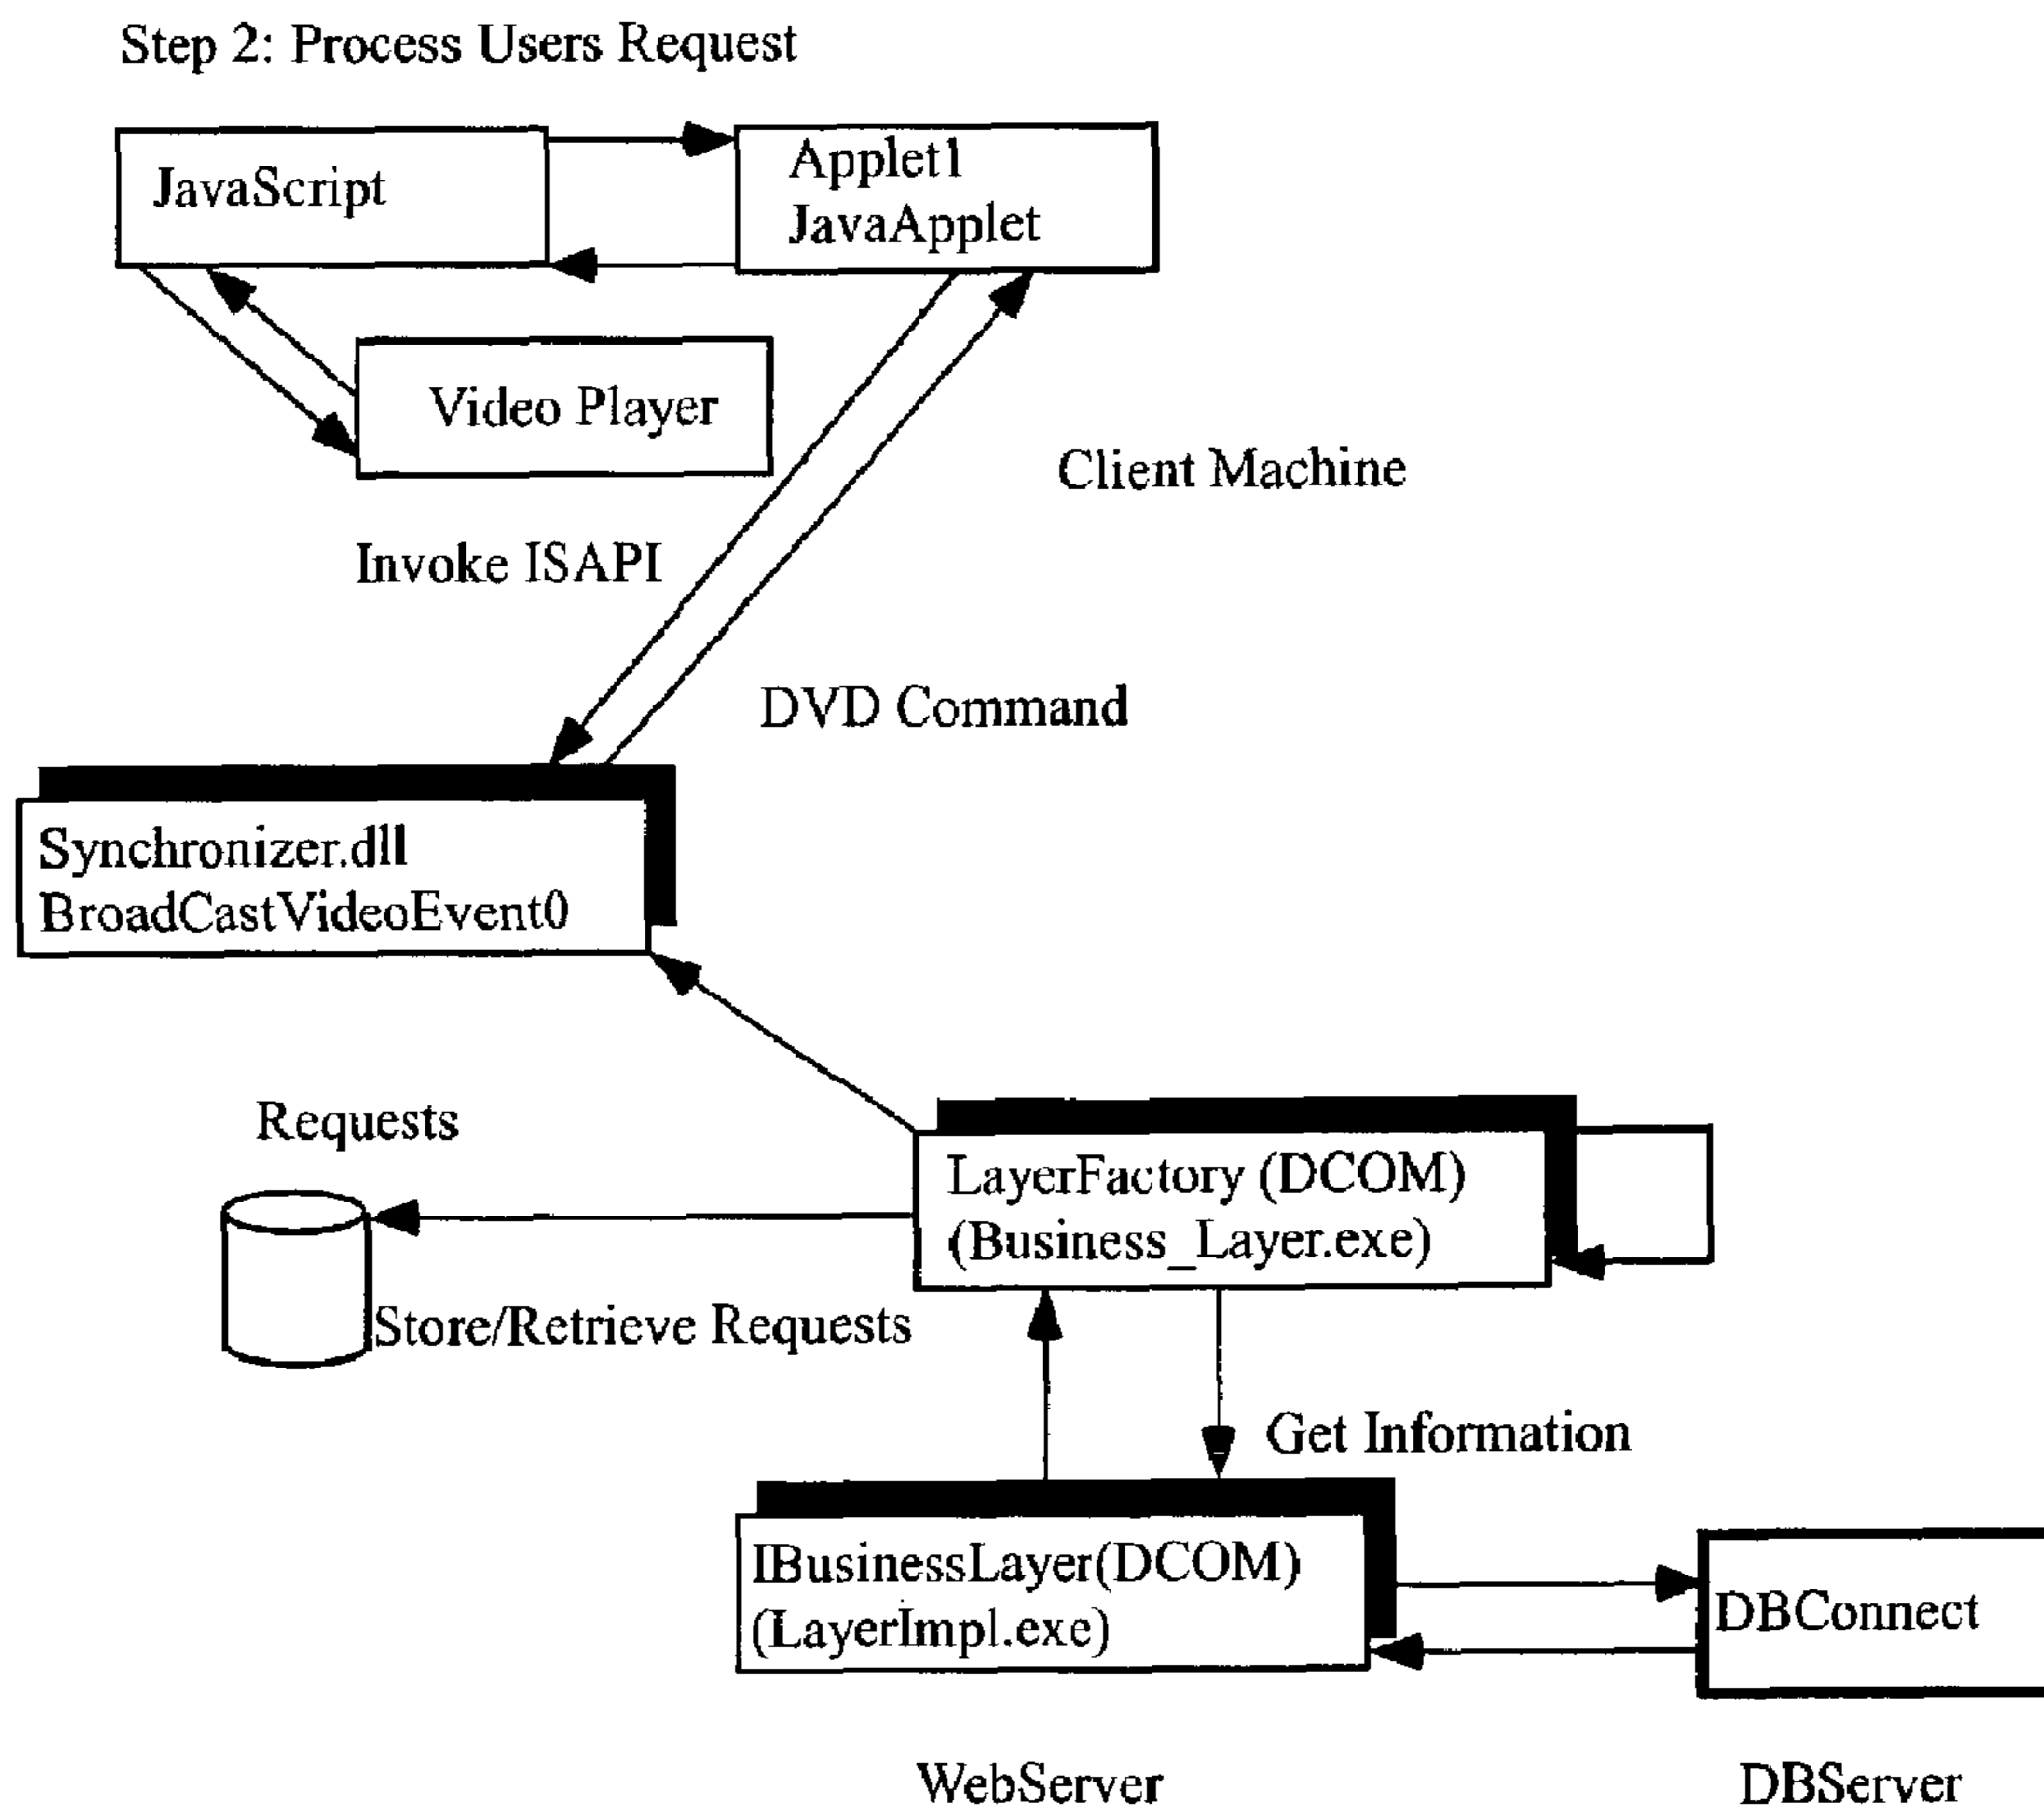 Step 2: Process Users Request
JavaScript
Applet1
JavaApplet
Video Player
Client Machine
Invoke ISAPI
DVD Command
Synchronizer.dll
BroadCastVideoEvent0
Requests
LayerFactory (DCOM)
(Business_Layer.exe)
Store/Retrieve Requests
Get Information
IBusinessLayer(DCOM)
(LayerImpl.exe)
DBConnect
WebServer
DBServer